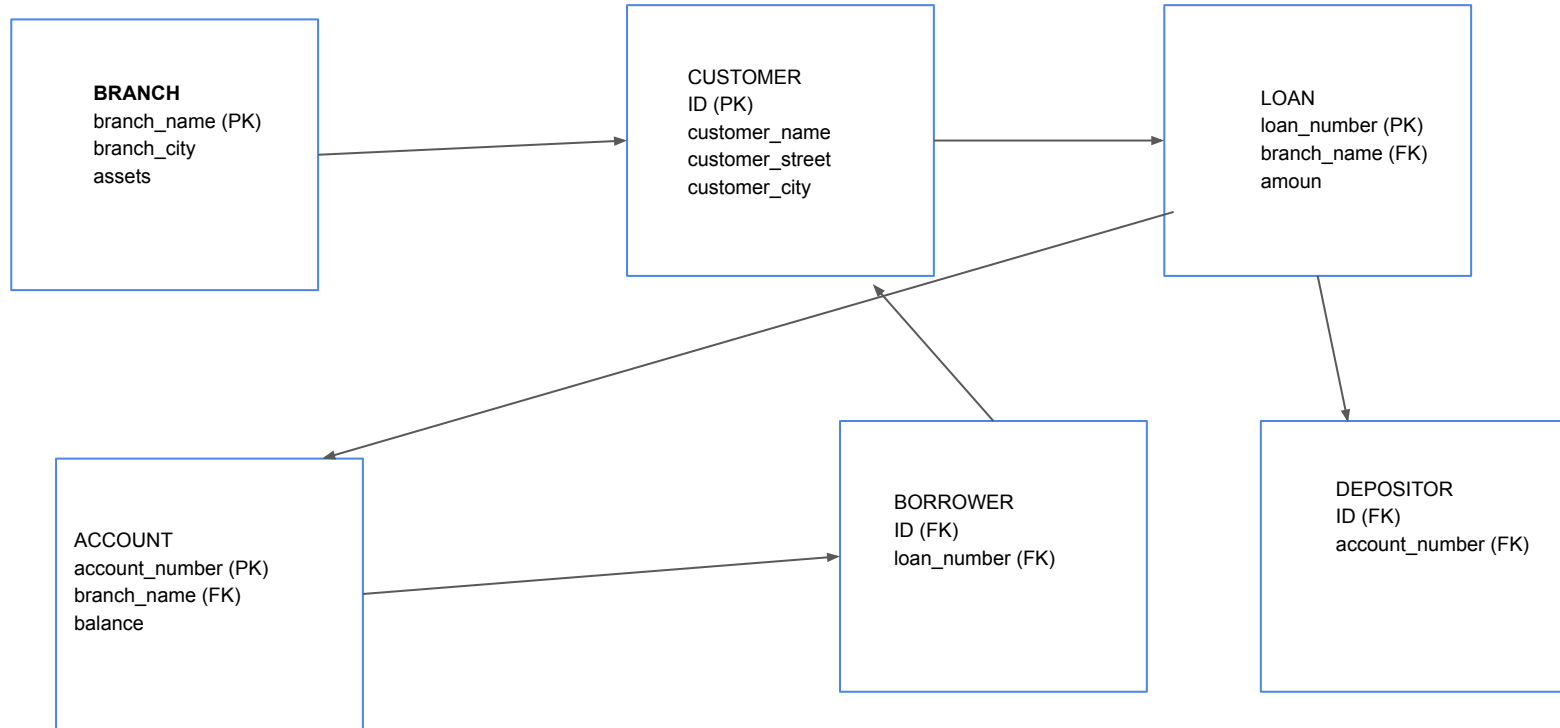 BRANCH
branch_name (PK)
branch_city
assets
CUSTOMER
ID (PK)
customer_name
customer_street
customer_city
LOAN
loan_number (PK)
branch_name (FK)
amoun
ACCOUNT
account_number (PK)
branch_name (FK)
balance
BORROWER
ID (FK)
loan_number (FK)
DEPOSITOR
ID (FK)
account_number (FK)